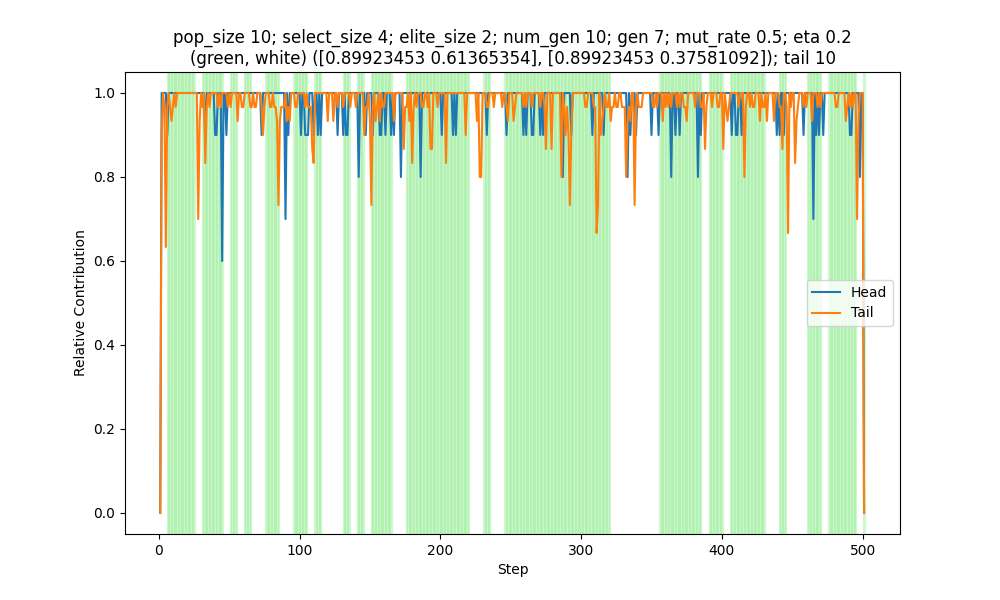 pop_size 10; select_size 4; elite_size 2; num_gen 10; gen 7; mut_rate 0.5; eta 0.2
(green, white) ([0.89923453 0.61365354], [0.89923453 0.37581092]); tail 10
1.0
0.8
0.6
0.4
0.2
0.0
Relative Contribution
Head
Tail
0
100
200
300
400
500
Step